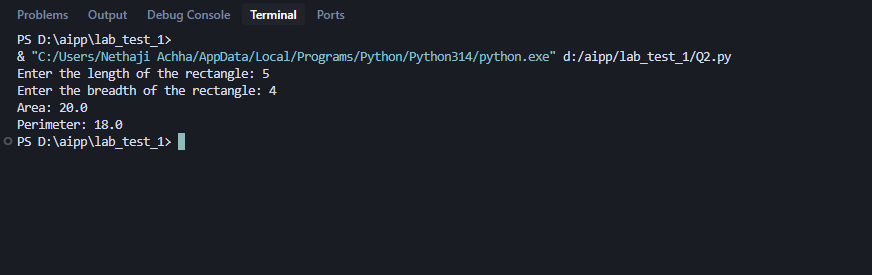 Problems Output Debug Console Terminal Ports
PS D:\aipp\lab_test_1>
& "C:/Users/Nethaji Achha/AppData/Local/Programs/Python/Python314/python.exe" d:/aipp/lab_test_1/Q2.py
Enter the length of the rectangle: 5
Enter the breadth of the rectangle: 4
Area: 20.0
Perimeter: 18.0
PS D:\aipp\lab_test_1>